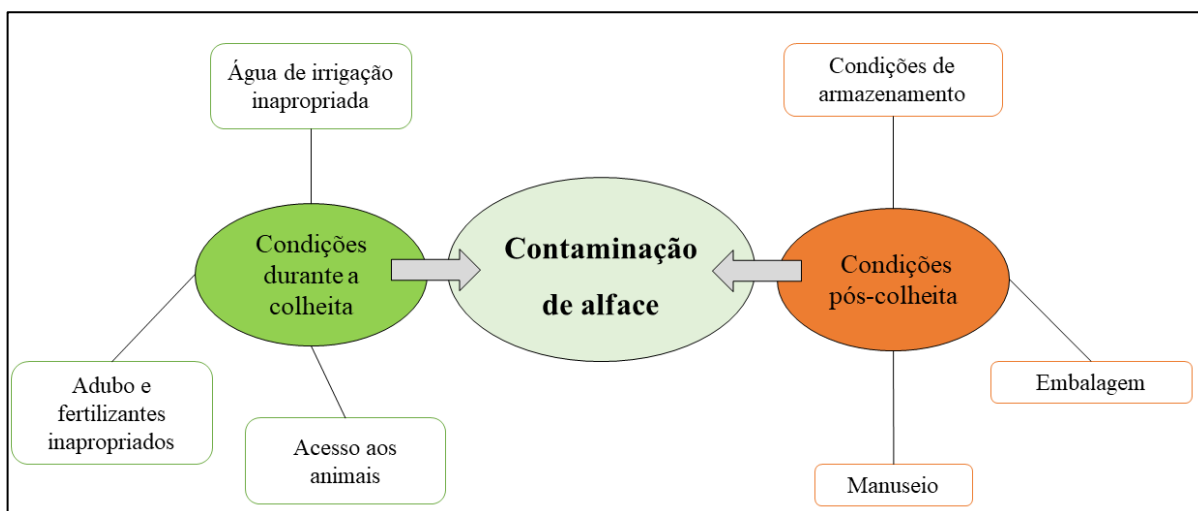 Água de irrigação
inapropriada
Condições
durante a
colheita
Adubo e
fertilizantes
inapropriados
Acesso aos
animais
Contaminação
de alface
Condições de
armazenamento
Condições
pós-colheita
Embalagem
Manuseio